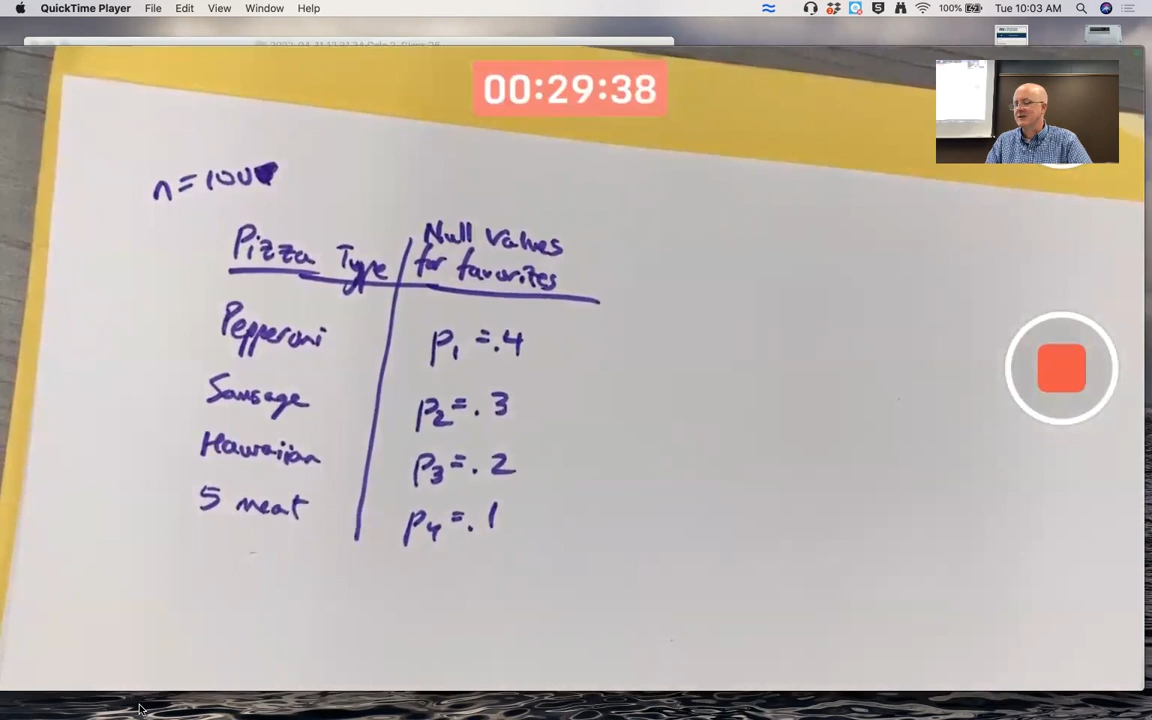 QuickTime Player File Edit View Window Help 100% Tue 10:03 AM
00:29:38
n=100
Pizza Type Null Values
for favorites
Pepperoni p1 = .4
Sausage p2 = .3
Hawaiian p3 = .2
5 meat p4 = .1